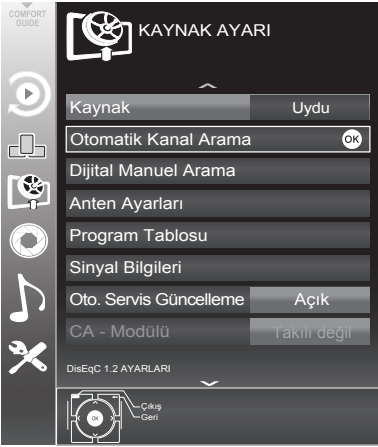 COMFORT
GUIDE
KAYNAK AYARI
Kaynak Uydu
Otomatik Kanal Arama OK
Dijital Manuel Arama
Anten Ayarları
Program Tablosu
Sinyal Bilgileri
Oto. Servis Güncelleme Açık
CA - Modülü Takılı değil
DisEqC 1.2 AYARLARI
Çıkış
OK Geri